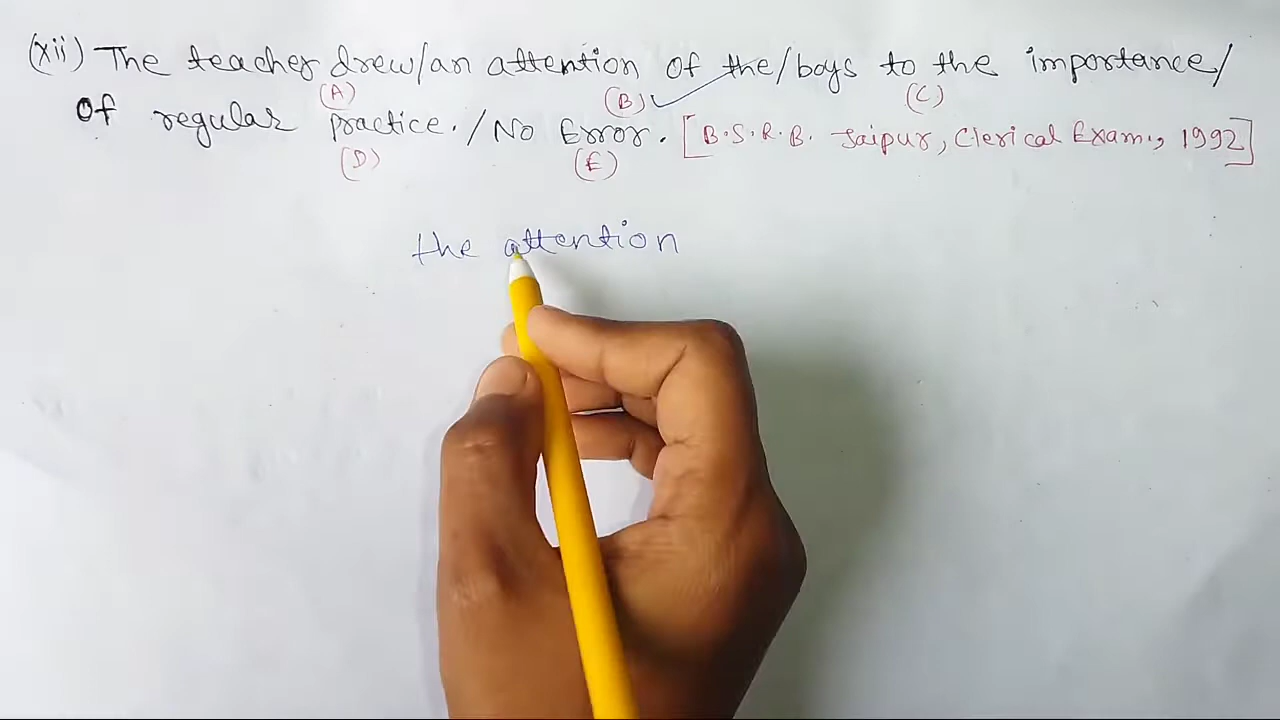 (xii) The teacher drew/an attention of the/boys to the importance/
(A) (B) (C)
of regular practice./No Error. [B.S.R.B. Jaipur, Clerical Exam., 1992]
(D) (E)
the attention